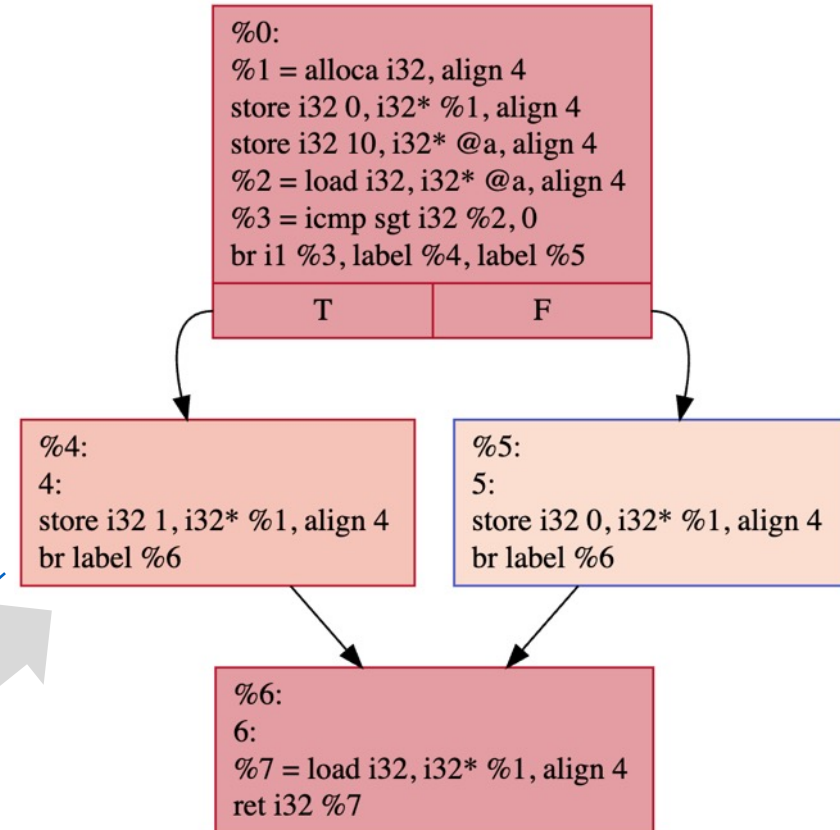 %0:
%1 = alloca i32, align 4
store i32 0, i32* %1, align 4
store i32 10, i32* @a, align 4
%2 = load i32, i32* @a, align 4
%3 = icmp sgt i32 %2, 0
br i1 %3, label %4, label %5
T F
%4:
4:
store i32 1, i32* %1, align 4
br label %6
%5:
5:
store i32 0, i32* %1, align 4
br label %6
%6:
6:
%7 = load i32, i32* %1, align 4
ret i32 %7